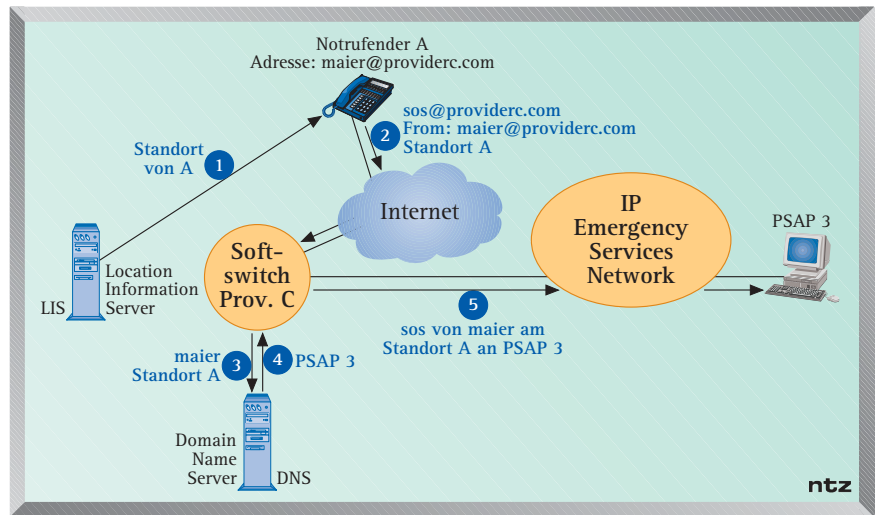 Notrufender A
Adresse: maier@providerc.com
sos@providerc.com
From: maier@providerc.com
Standort A
2
Standort
von A
1
Internet
IP
Emergency
Services
Network
PSAP 3
Soft-
switch
Prov. C
Location
Information
LIS Server
5
sos von maier am
Standort A an PSAP 3
maier
Standort A
3
4
PSAP 3
Domain
Name
Server DNS
ntz